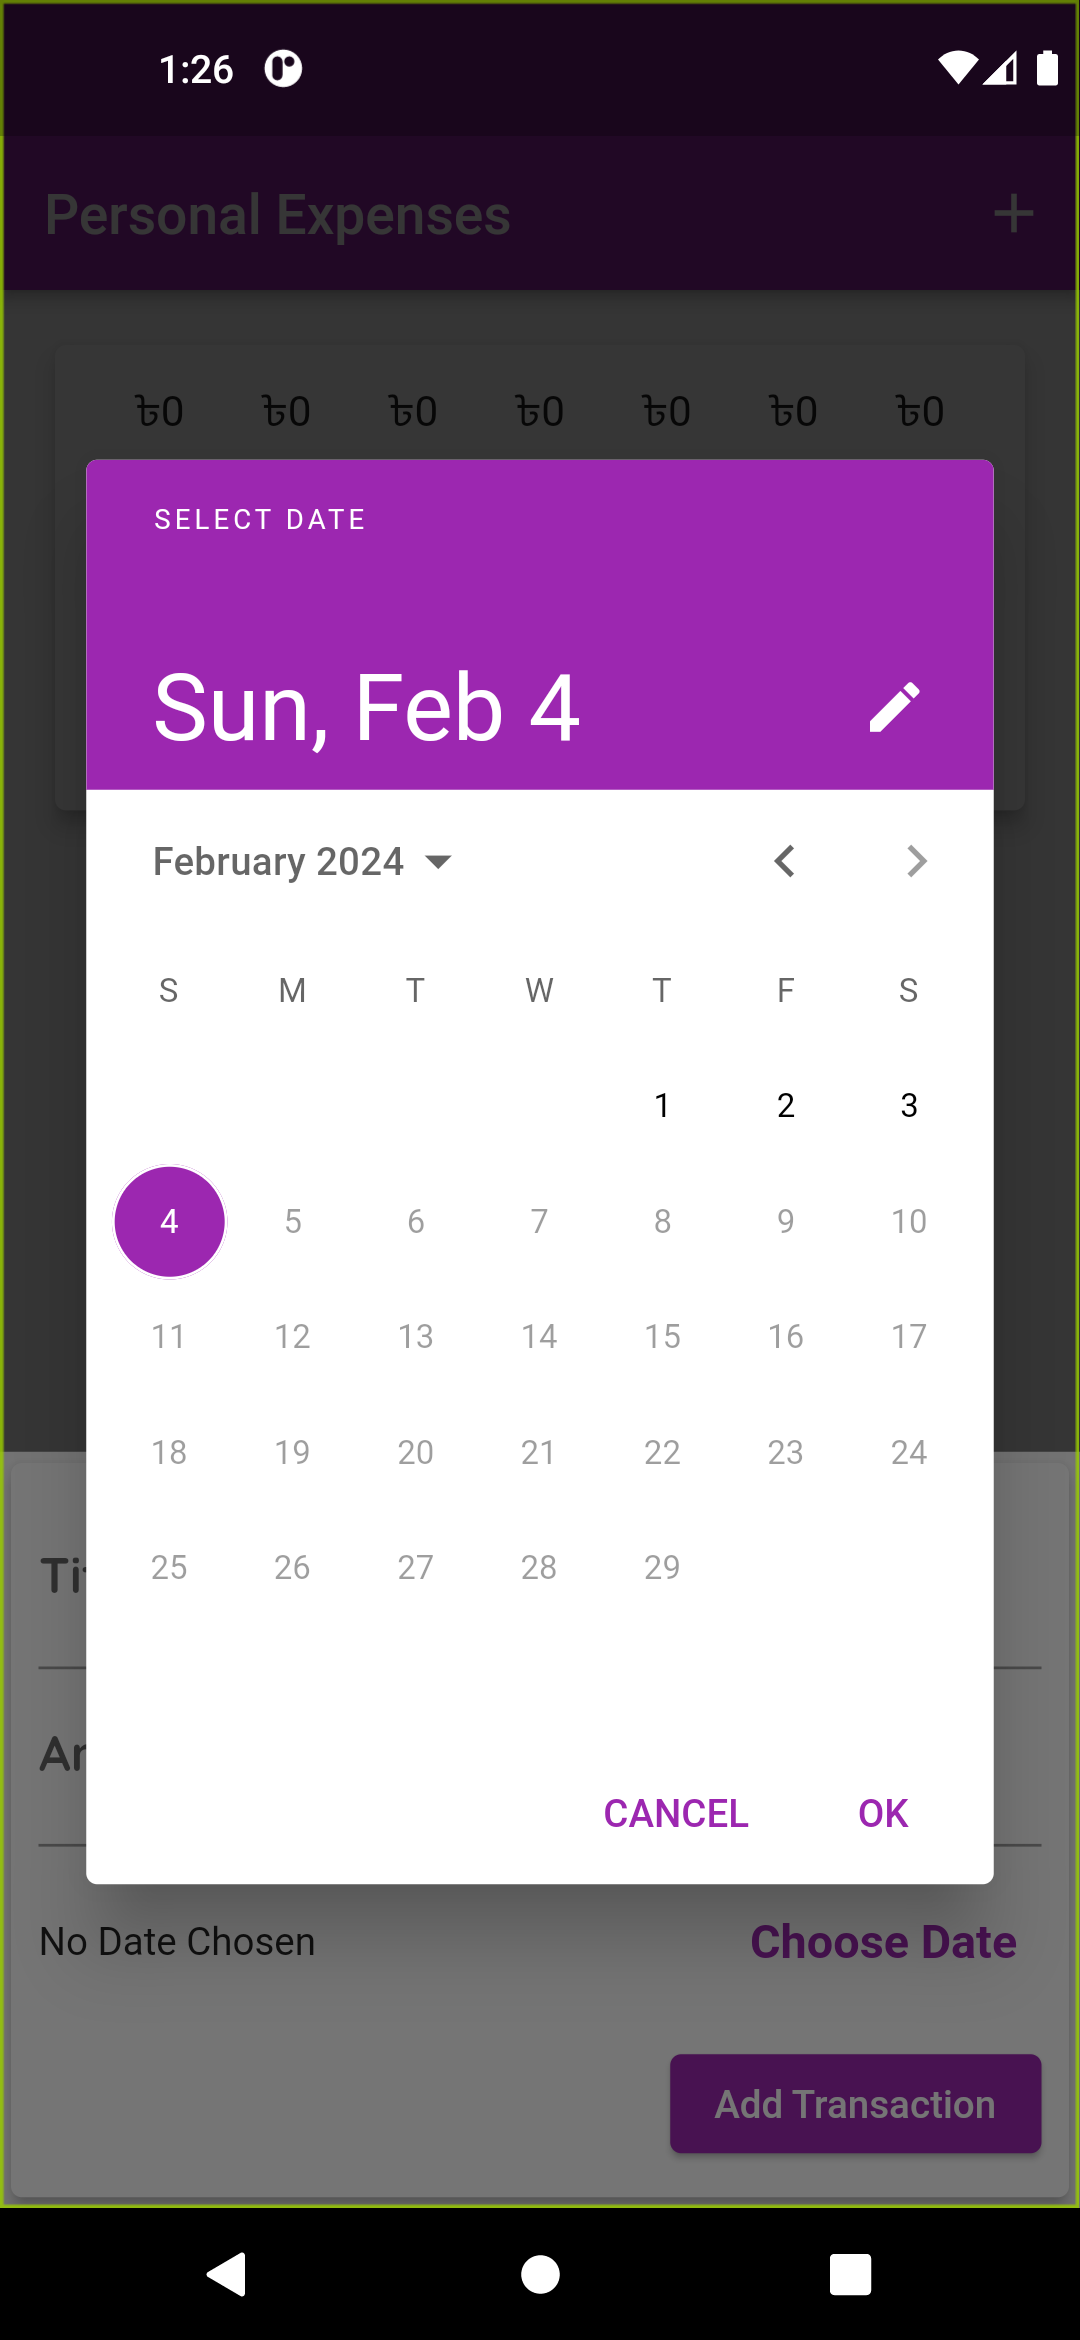 1:26
Personal Expenses
৳0 ৳0 ৳0 ৳0 ৳0 ৳0 ৳0
SELECT DATE
Sun, Feb 4
February 2024
S M T W T F S
1 2 3
4 5 6 7 8 9 10
11 12 13 14 15 16 17
18 19 20 21 22 23 24
25 26 27 28 29
CANCEL OK
No Date Chosen Choose Date
Add Transaction